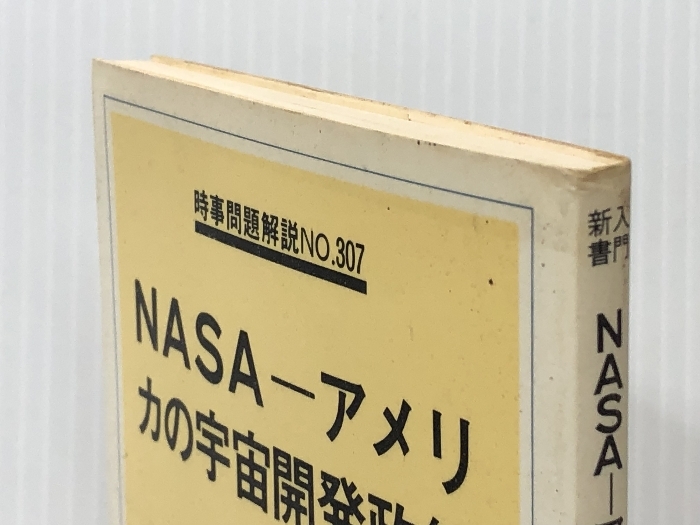 時事問題解説NO.307
NASA―アメリ
カの宇宙開発政
入門
新書
NASA―